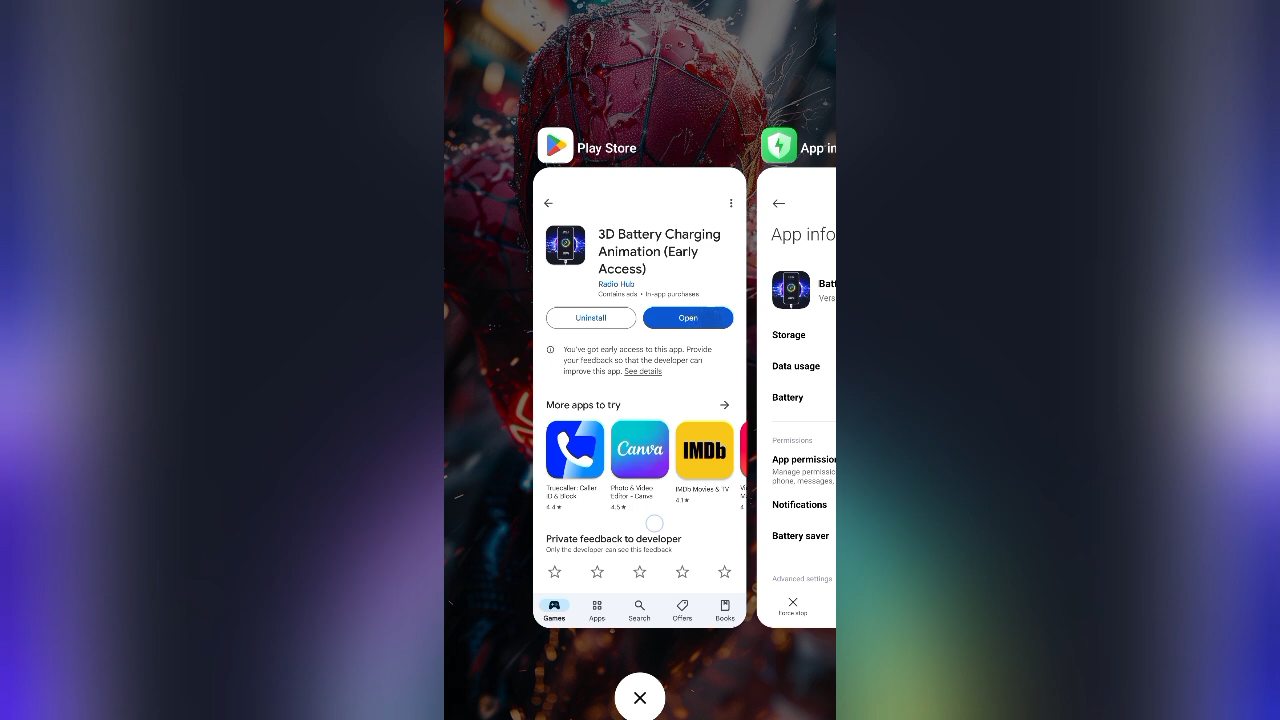 Play Store
App in
3D Battery Charging
Animation (Early
Access)
Radio Hub
Contains ads • In-app purchases
Uninstall
Open
You've got early access to this app. Provide
your feedback so that the developer can
improve this app. See details
More apps to try
Canva
IMDb
Truecaller: Caller
ID & Block
4.4★
Photo & Video
Editor - Canva
4.5★
IMDb Movies & TV
4.1★
Private feedback to developer
Only the developer can see this feedback
Games
Apps
Search
Offers
Books
App info
Batt
Vers
Storage
Data usage
Battery
Permissions
App permission
Manage permissio
phone, messages,
Notifications
Battery saver
Advanced settings
Force stop